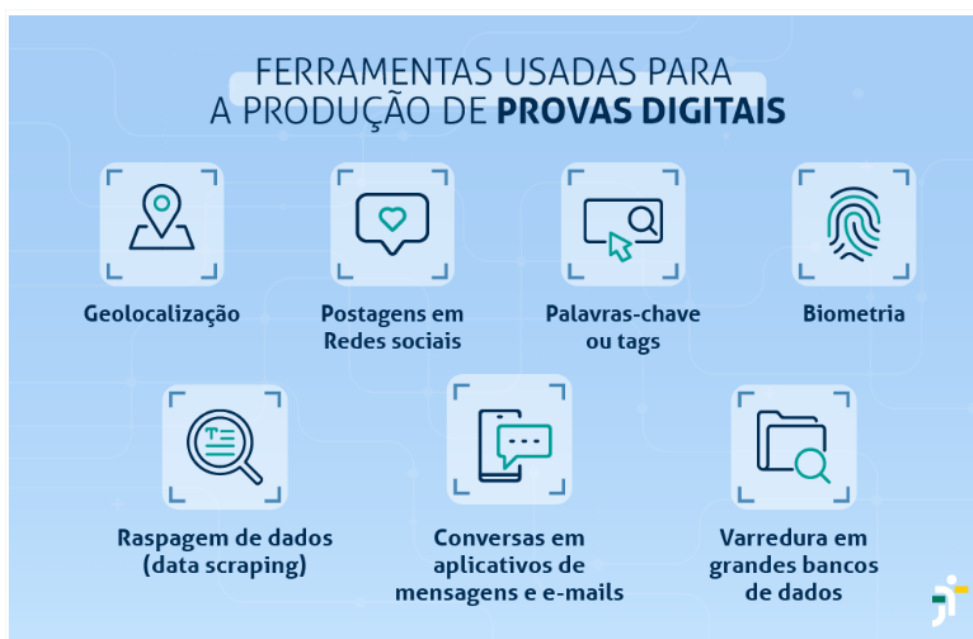 FERRAMENTAS USADAS PARA
A PRODUÇÃO DE PROVAS DIGITAIS
Geolocalização
Postagens em
Redes sociais
Palavras-chave
ou tags
Biometria
Raspagem de dados
(data scraping)
Conversas em
aplicativos de
mensagens e e-mails
Varredura em
grandes bancos
de dados